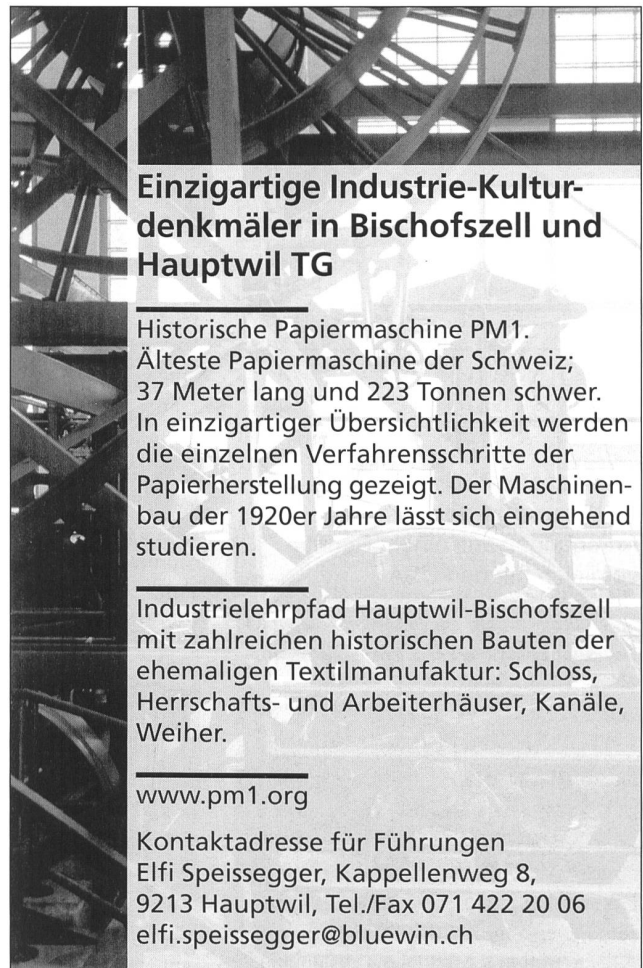 Einzigartige Industrie-Kultur-
denkmäler in Bischofszell und
Hauptwil TG
Historische Papiermaschine PM1.
Älteste Papiermaschine der Schweiz;
37 Meter lang und 223 Tonnen schwer.
In einzigartiger Übersichtlichkeit werden
die einzelnen Verfahrensschritte der
Papierherstellung gezeigt. Der Maschinen-
bau der 1920er Jahre lässt sich eingehend
studieren.
Industrielehrpfad Hauptwil-Bischofszell
mit zahlreichen historischen Bauten der
ehemaligen Textilmanufaktur: Schloss,
Herrschafts- und Arbeiterhäuser, Kanäle,
Weiher.
www.pm1.org
Kontaktadresse für Führungen
Elfi Speissegger, Kappellenweg 8,
9213 Hauptwil, Tel./Fax 071 422 20 06
elfi.speissegger@bluewin.ch